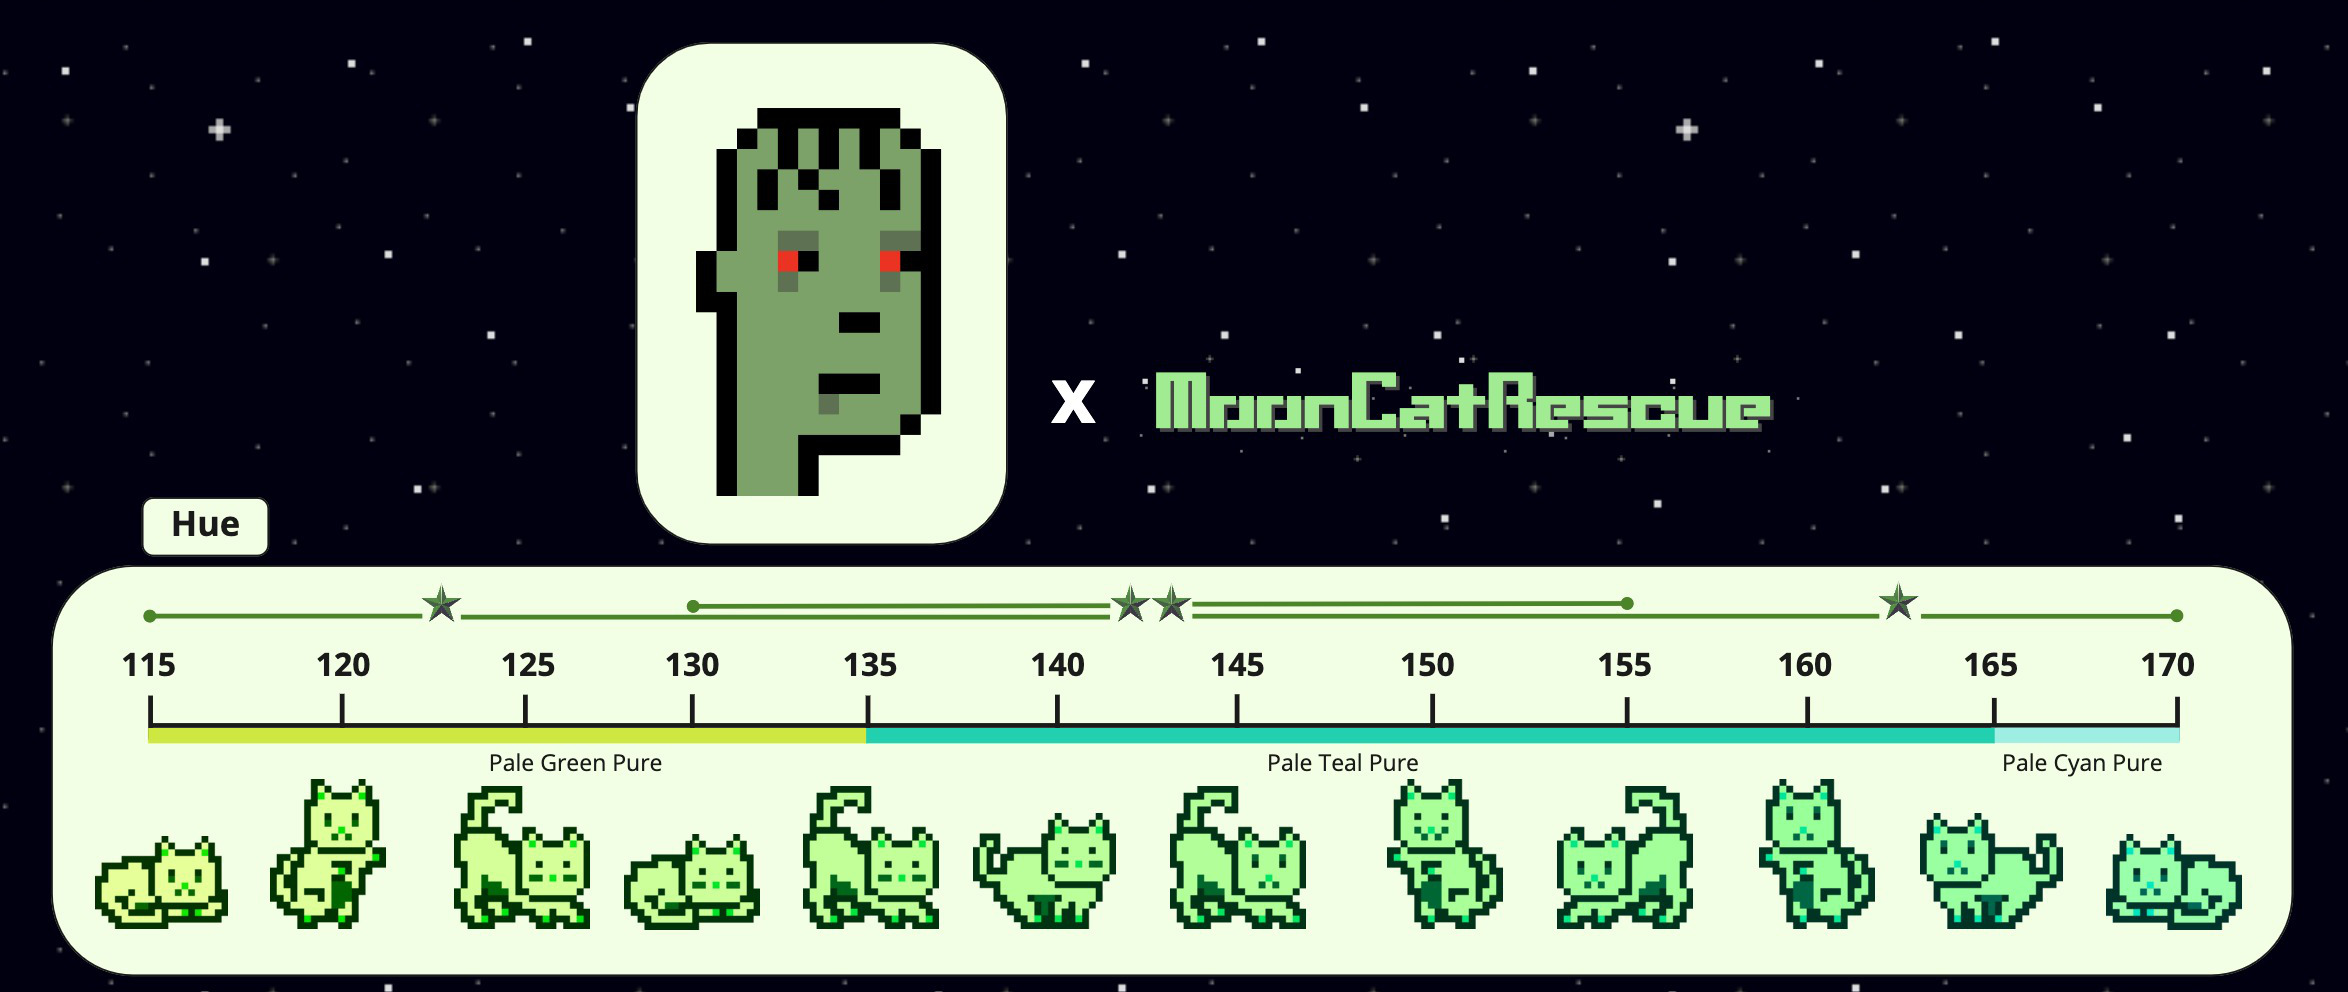 x MoonCatRescue
Hue
115 120 125 130 135 140 145 150 155 160 165 170
Pale Green Pure Pale Teal Pure Pale Cyan Pure